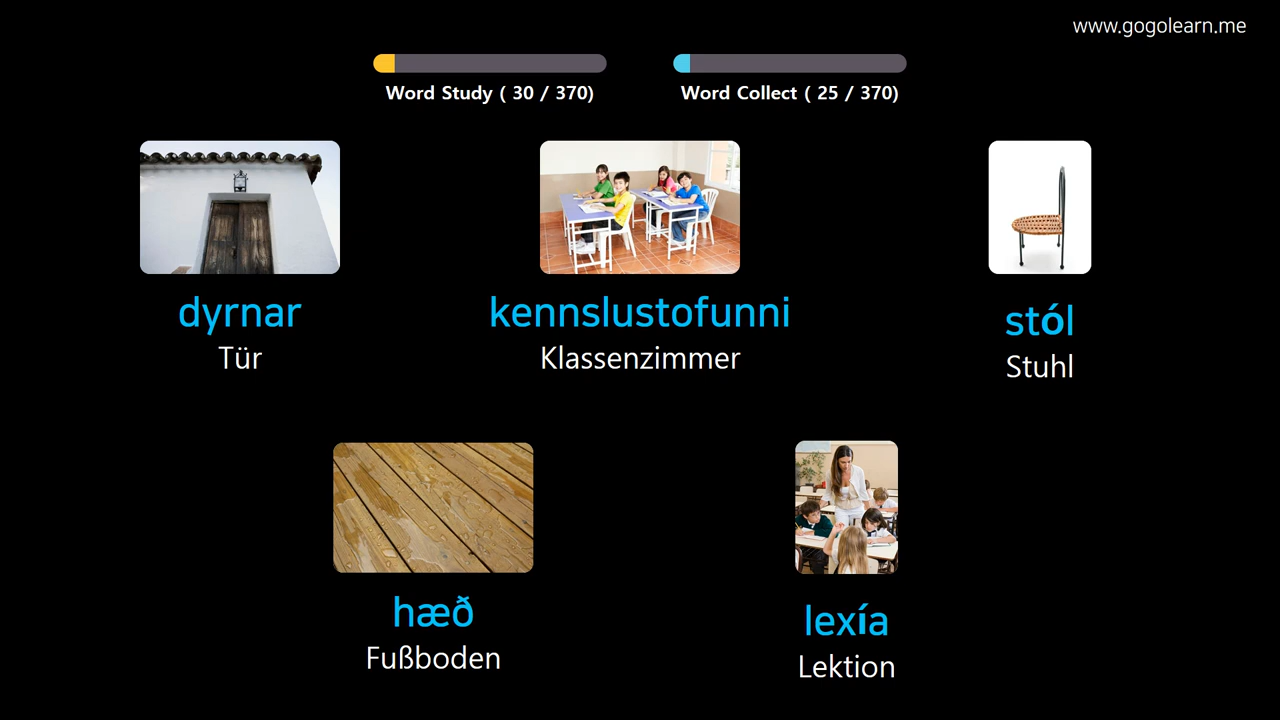 www.gogolearn.me
Word Study ( 30 / 370)
Word Collect ( 25 / 370)
dyrnar
Tür
kennslustofunni
Klassenzimmer
stól
Stuhl
hæð
Fußboden
lexía
Lektion